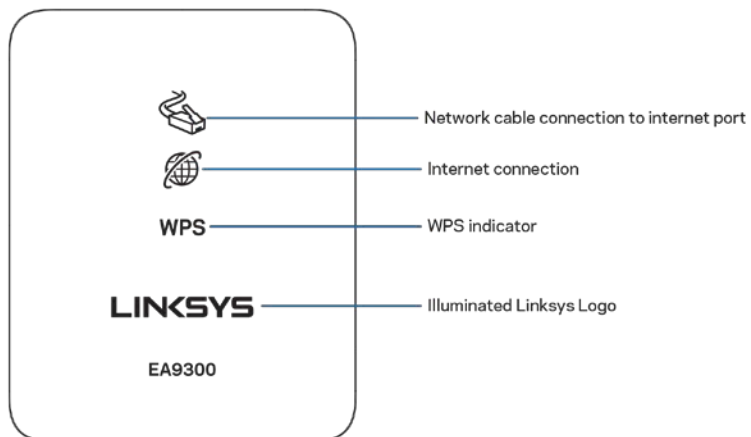 Network cable connection to internet port
Internet connection
WPS
WPS indicator
LINKSYS
Illuminated Linksys Logo
EA9300